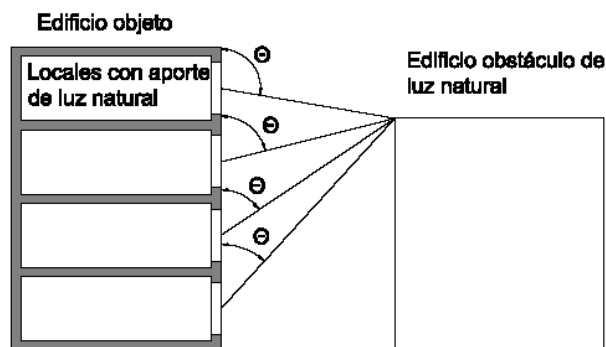 Edificio objeto
Locales con aporte
de luz natural
Edificio obstáculo de
luz natural
Θ
Θ
Θ
Θ